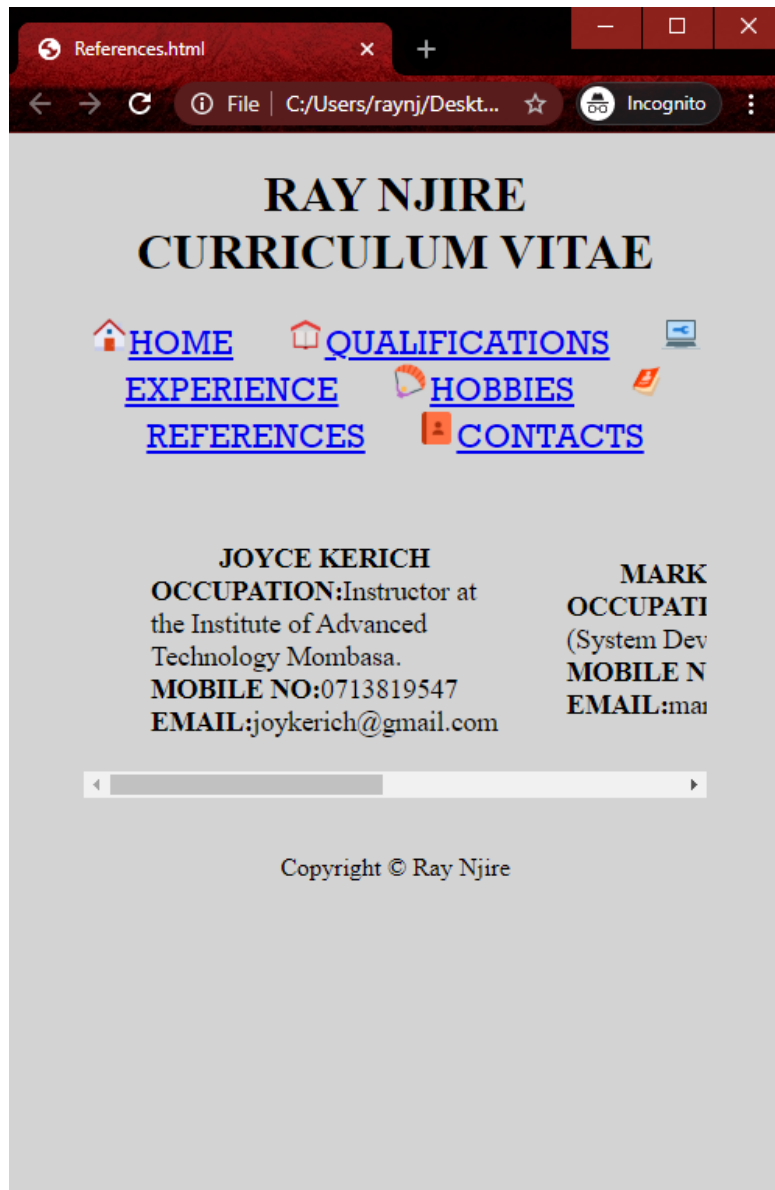 References.html
File C:/Users/raynj/Deskt... Incognito
RAY NJIRE
CURRICULUM VITAE
HOME QUALIFICATIONS
EXPERIENCE HOBBIES
REFERENCES CONTACTS
JOYCE KERICH
OCCUPATION:Instructor at
the Institute of Advanced
Technology Mombasa.
MOBILE NO:0713819547
EMAIL:joykerich@gmail.com
MARK
OCCUPATI
(System Dev
MOBILE N
EMAIL:mar
Copyright © Ray Njire